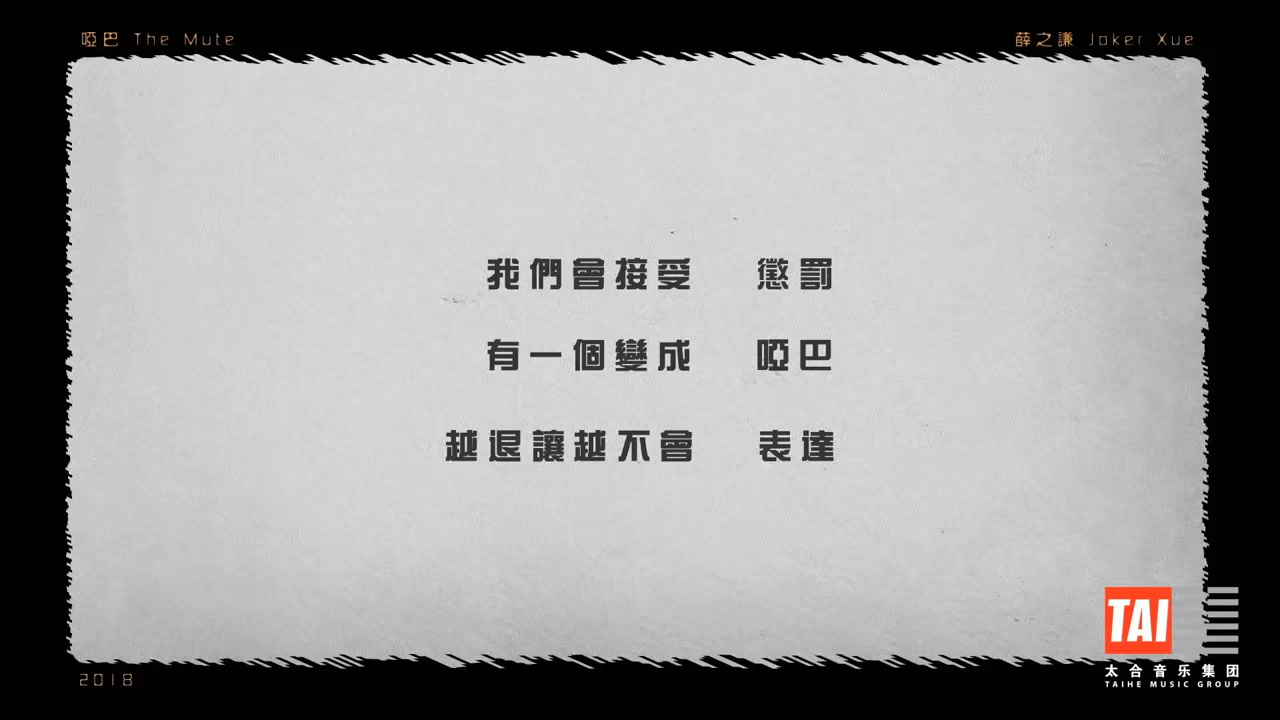 啞巴 The Mute
薛之謙 Joker Xue
我們會接受 懲罰
有一個變成 啞巴
越退讓越不會 表達
2018
TAI
太合音乐集团
TAIHE MUSIC GROUP